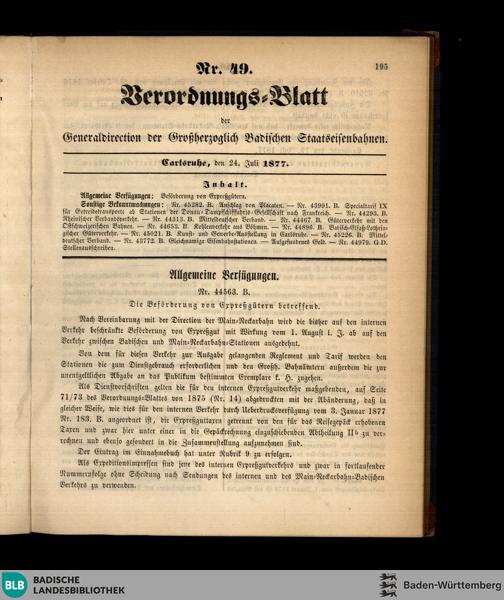 195
Nr. 49.
Verordnungs-Blatt
der
Generaldirection der Großherzoglich Badischen Staatseisenbahnen.
Carlsruhe, den 24. Juli 1877.
Inhalt.
Allgemeine Verfügungen: Beförderung von Expreßgütern.
Sonstige Bekanntmachungen: Nr. 45282. B. Anschlag von Placaten. — Nr. 43991. B. Specialtarif IX
für Getreidetransporte ab Stationen der Donau-Dampfschifffahrts-Gesellschaft nach Frankreich. — Nr. 44293. B.
Rheinischer Verbandverkehr. — Nr. 44313. B. Mitteldeutscher Verband. — Nr. 44467. B. Güterverkehr mit den
Ostschweizerischen Bahnen. — Nr. 44653. B. Kohlenverkehr aus Böhmen. — Nr. 44896. B. Badisch-Elsaß-Lothrin-
gischer Güterverkehr. — Nr. 45021. B. Kunst- und Gewerbe-Ausstellung in Carlsruhe. — Nr. 45226. B. Mittel-
deutscher Verband. — Nr. 43772. B. Gleichnamige Eisenbahnstationen. — Aufgefundenes Geld. — Nr. 44979. G.D.
Stellenausschreiben.
Allgemeine Verfügungen.
Nr. 44563. B.
Die Beförderung von Expreßgütern betreffend.
Nach Vereinbarung mit der Direction der Main-Neckarbahn wird die bisher auf den internen
Verkehr beschränkte Beförderung von Expreßgut mit Wirkung vom 1. August l. J. ab auf den
Verkehr zwischen Badischen und Main-Neckarbahn-Stationen ausgedehnt.
Von dem für diesen Verkehr zur Ausgabe gelangenden Reglement und Tarif werden den
Stationen die zum Dienstgebrauch erforderlichen und den Großh. Bahnämtern außerdem die zur
unentgeltlichen Abgabe an das Publikum bestimmten Exemplare k. H. zugehen.
Als Dienstvorschriften gelten die für den internen Expreßgutverkehr maßgebenden, auf Seite
71/73 des Verordnungs-Blattes von 1875 (Nr. 14) abgedruckten mit der Abänderung, daß in
gleicher Weise, wie dies für den internen Verkehr durch Ueberdruckverfügung vom 3. Januar 1877
Nr. 183. B. angeordnet ist, die Expreßguttaxen getrennt von den für das Reisegepäck erhobenen
Taxen und zwar hier unter einer in die Gepäckrechnung einzuschiebenden Abtheilung II b zu ver-
rechnen und ebenso gesondert in die Zusammenstellung aufzunehmen sind.
Der Eintrag im Einnahmebuch hat unter Rubrik 9 zu erfolgen.
Als Expeditionsimpressen sind jene des internen Expreßgutverkehrs und zwar in fortlaufender
Nummernfolge ohne Scheidung nach Sendungen des internen und des Main-Neckarbahn-Badischen
Verkehrs zu verwenden.
BLB
BADISCHE
LANDESBIBLIOTHEK
Baden-Württemberg